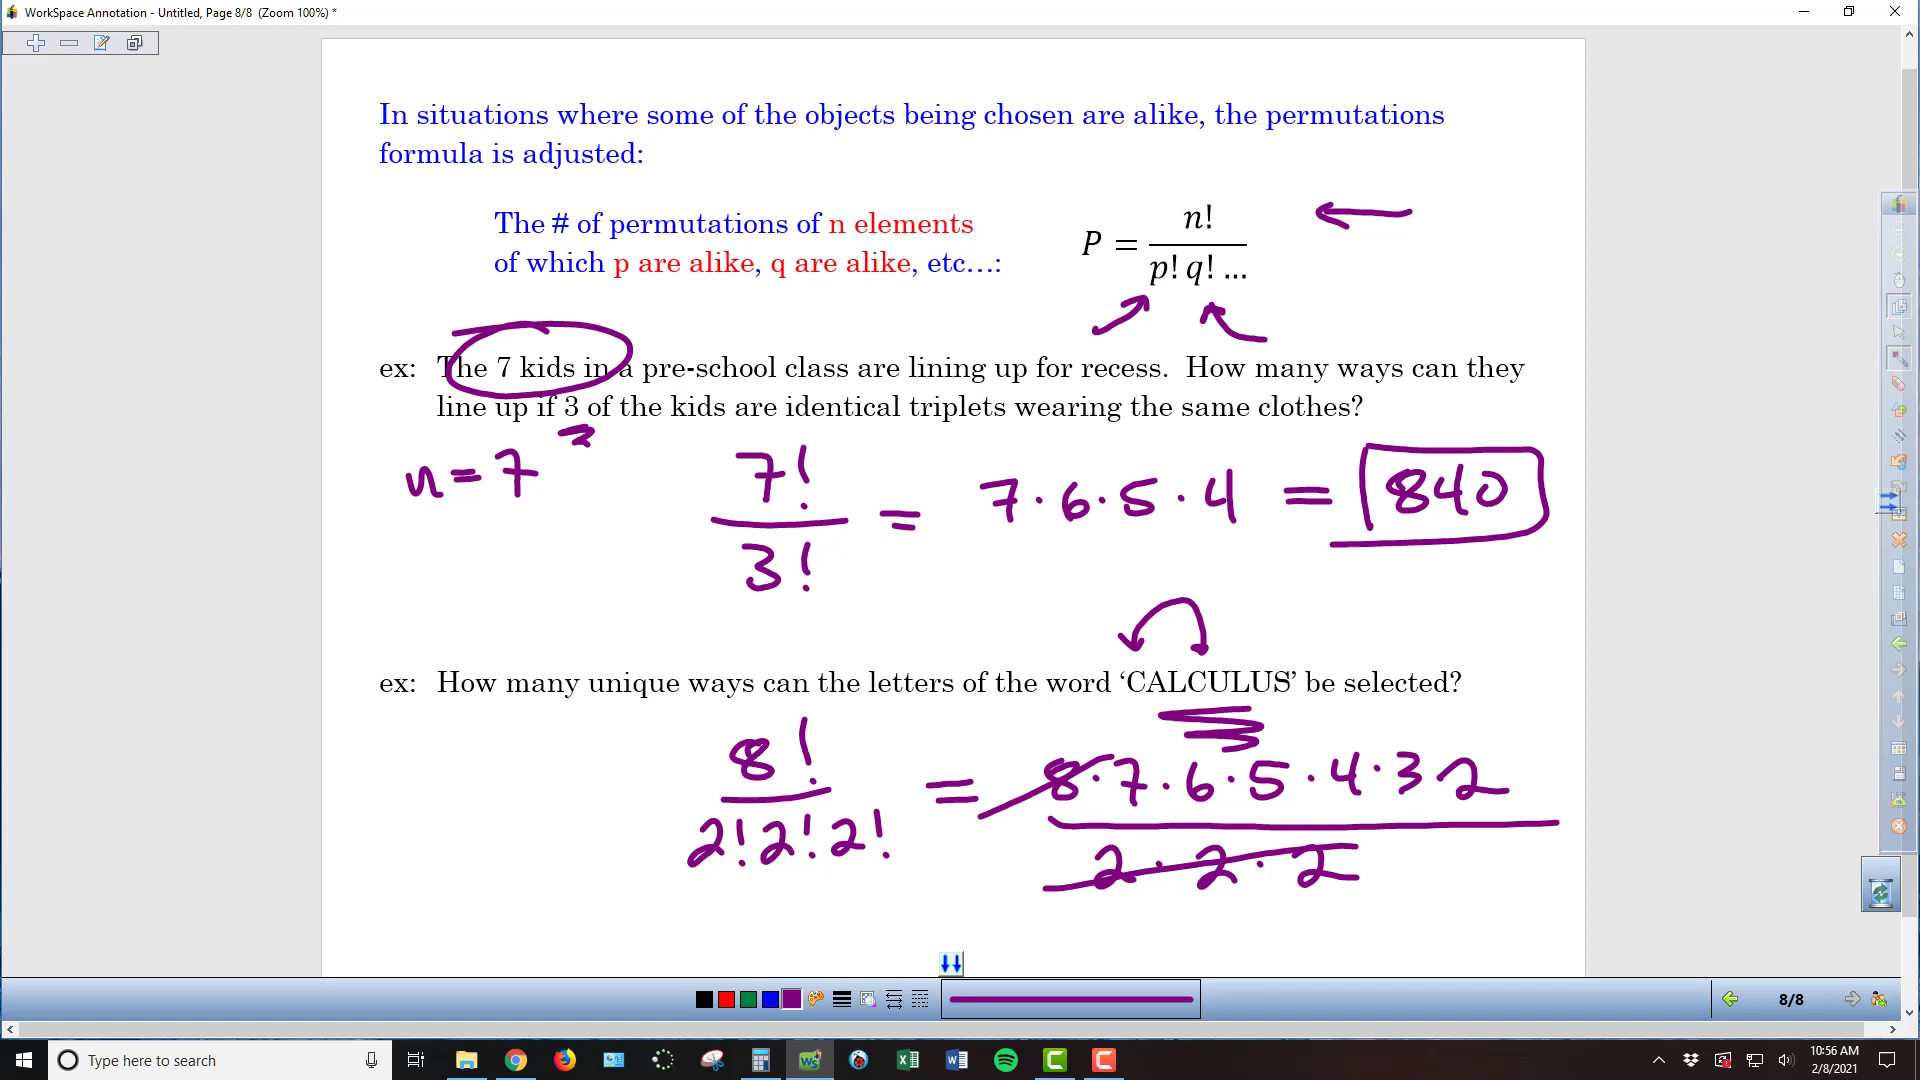 WorkSpace Annotation - Untitled, Page 8/8 (Zoom 100%) *
In situations where some of the objects being chosen are alike, the permutations
formula is adjusted:
The # of permutations of n elements
of which p are alike, q are alike, etc…:
P = n! / p! q! …
ex: The 7 kids in a pre-school class are lining up for recess. How many ways can they
line up if 3 of the kids are identical triplets wearing the same clothes?
n = 7
7! / 3! = 7 · 6 · 5 · 4 = 840
ex: How many unique ways can the letters of the word ‘CALCULUS’ be selected?
8! / 2! 2! 2! = 8 · 7 · 6 · 5 · 4 · 3 2 / 2 · 2 · 2
8/8
Type here to search
10:56 AM
2/8/2021